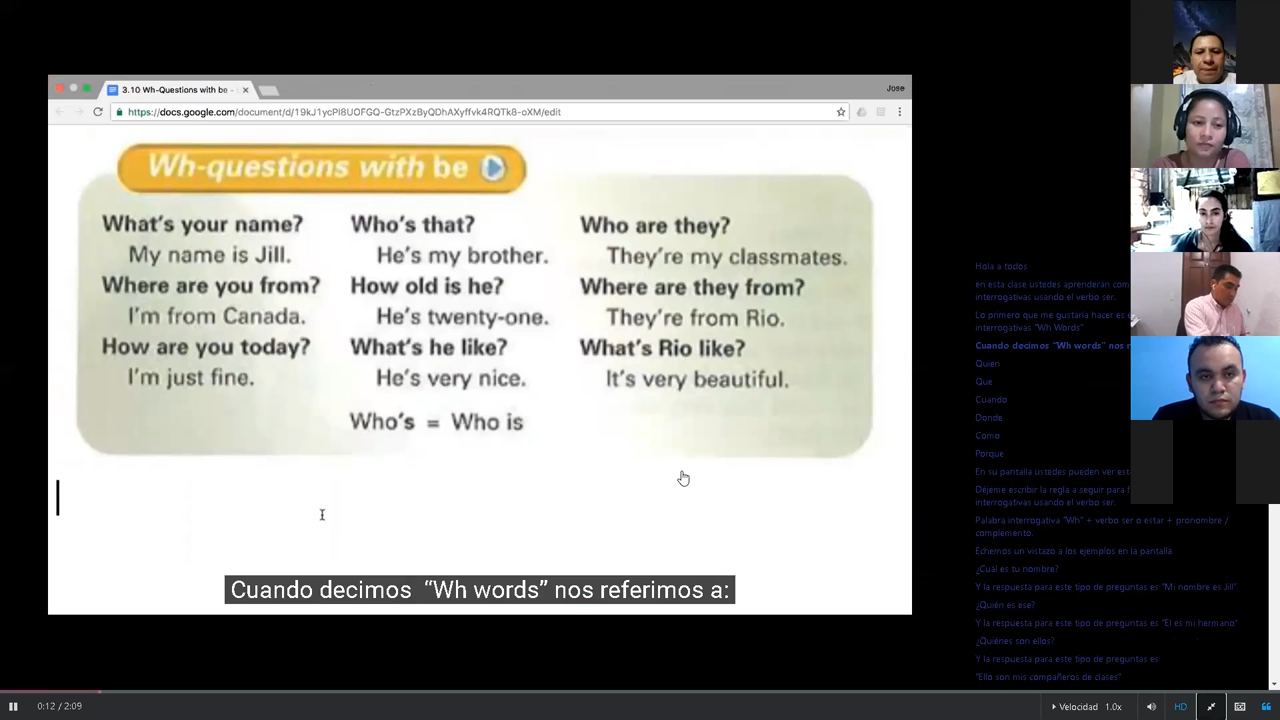 3.10 Wh-Questions with be -
Jose
https://docs.google.com/document/d/19kJ1ycPI8UOFGQ-GtzPXzByQDhAXyffvk4RQTk8-oXM/edit
Wh-questions with be
What's your name?
My name is Jill.
Where are you from?
I'm from Canada.
How are you today?
I'm just fine.
Who's that?
He's my brother.
How old is he?
He's twenty-one.
What's he like?
He's very nice.
Who's = Who is
Who are they?
They're my classmates.
Where are they from?
They're from Rio.
What's Rio like?
It's very beautiful.
Cuando decimos “Wh words” nos referimos a:
Hola a todos
en esta clase ustedes aprenderan
interrogativas usando el verbo ser.
Lo primero que me gustaría hacer es
interrogativas "Wh Words"
Cuando decimos “Wh words” nos
Quien
Que
Cuando
Donde
Como
Porque
En su pantalla ustedes pueden ver
Déjeme escribir la regla a seguir para
interrogativas usando el verbo ser.
Palabra interrogativa "Wh" + verbo ser o estar + pronombre /
complemento.
Echemos un vistazo a los ejemplos en la pantalla
¿Cuál es tu nombre?
Y la respuesta para este tipo de preguntas es "Mi nombre es Jill"
¿Quién es ese?
Y la respuesta para este tipo de preguntas es "El es mi hermano"
¿Quiénes son ellos?
Y la respuesta para este tipo de preguntas es:
"Ello son mis compañeros de clases"
0:12 / 2:09
Velocidad 1.0x
HD